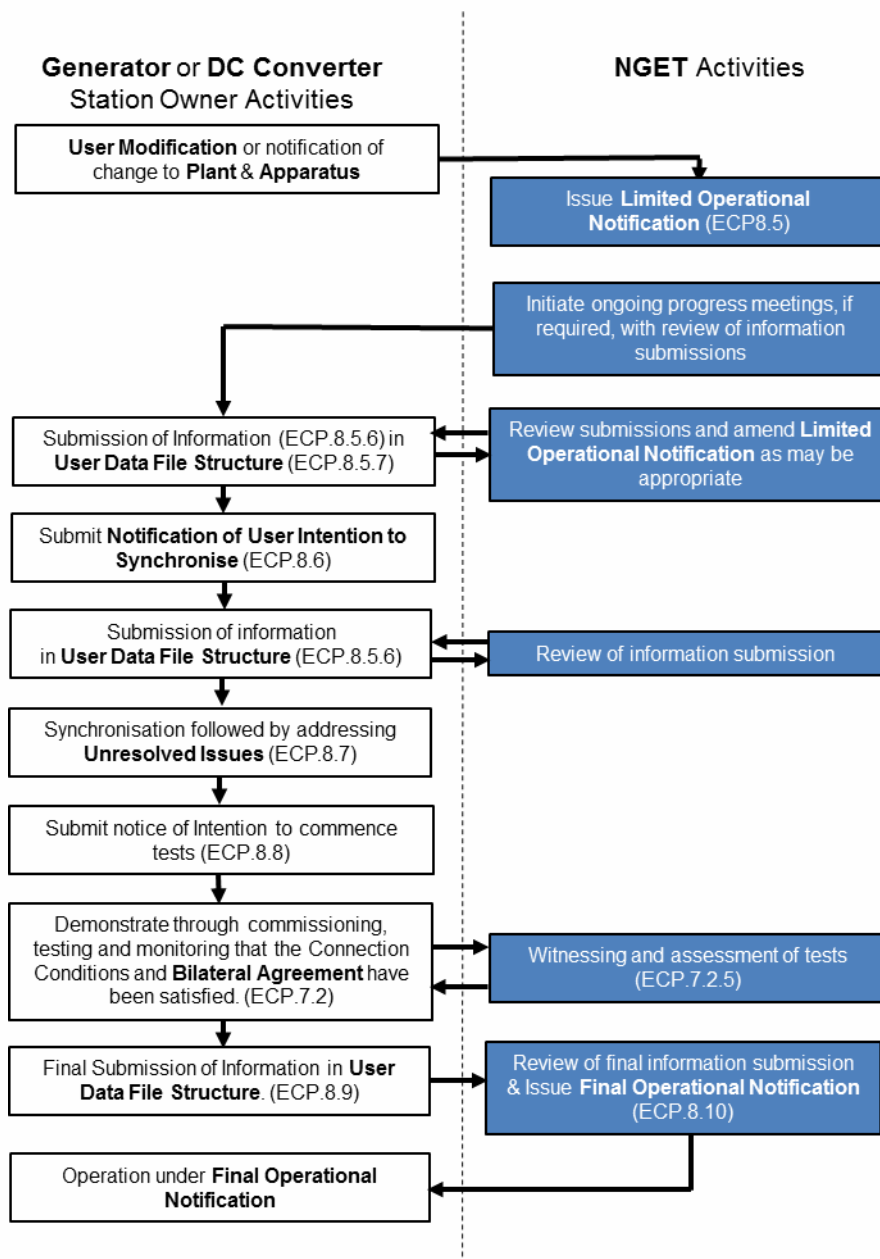 Generator or DC Converter
Station Owner Activities
NGET Activities
User Modification or notification of
change to Plant & Apparatus
Issue Limited Operational
Notification (ECP8.5)
Initiate ongoing progress meetings, if
required, with review of information
submissions
Submission of Information (ECP.8.5.6) in
User Data File Structure (ECP.8.5.7)
Review submissions and amend Limited
Operational Notification as may be
appropriate
Submit Notification of User Intention to
Synchronise (ECP.8.6)
Submission of information
in User Data File Structure (ECP.8.5.6)
Review of information submission
Synchronisation followed by addressing
Unresolved Issues (ECP.8.7)
Submit notice of Intention to commence
tests (ECP.8.8)
Demonstrate through commissioning,
testing and monitoring that the Connection
Conditions and Bilateral Agreement have
been satisfied. (ECP.7.2)
Witnessing and assessment of tests
(ECP.7.2.5)
Final Submission of Information in User
Data File Structure. (ECP.8.9)
Review of final information submission
& Issue Final Operational Notification
(ECP.8.10)
Operation under Final Operational
Notification